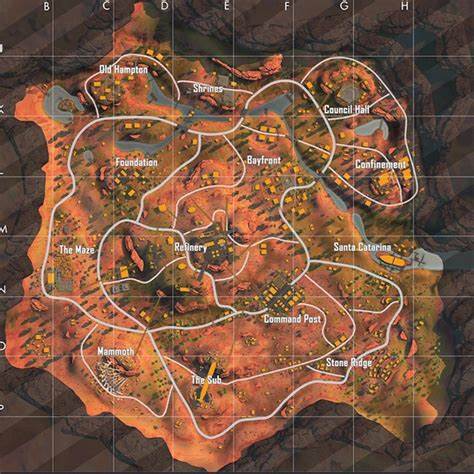 B C D E F G H
J
Old Hampton
Shrines
K
Council Hall
Foundation
Bayfront
Confinement
L
M
The Maze
Refinery
Santa Catarina
N
Command Post
O
Mammoth
The Sub
Stone Ridge
P